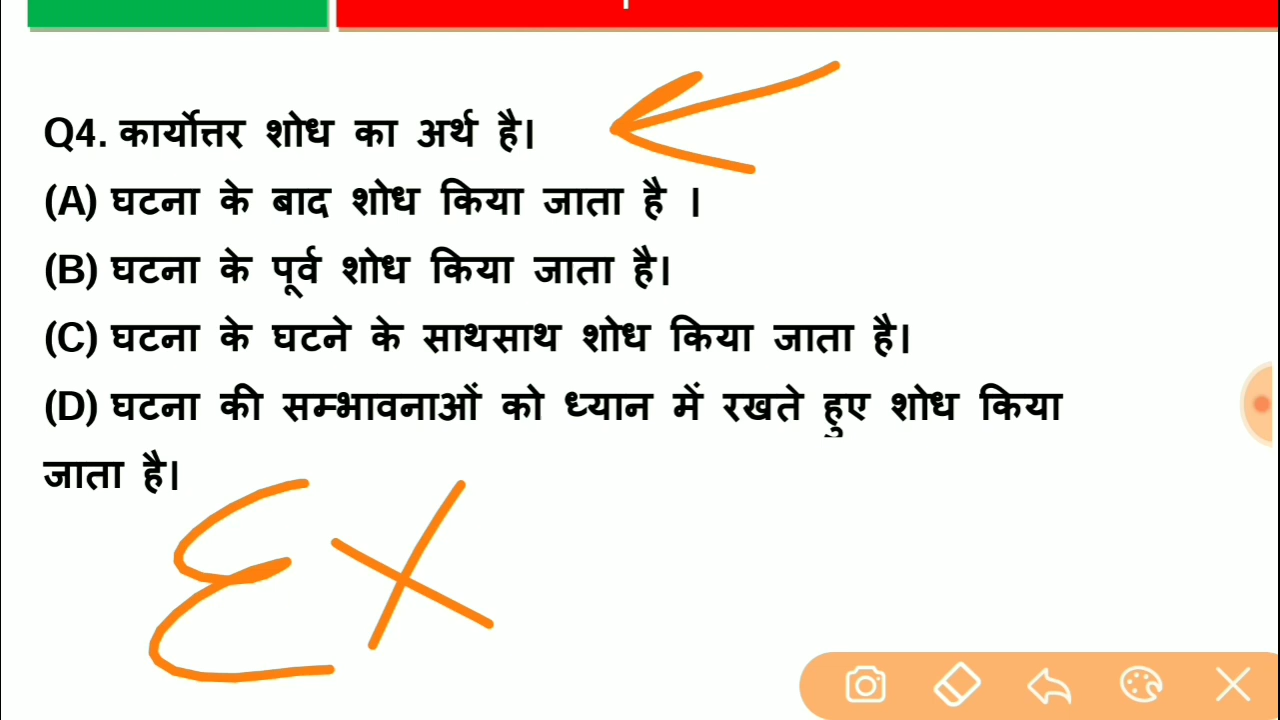 Q4. कार्योत्तर शोध का अर्थ है।
(A) घटना के बाद शोध किया जाता है ।
(B) घटना के पूर्व शोध किया जाता है।
(C) घटना के घटने के साथसाथ शोध किया जाता है।
(D) घटना की सम्भावनाओं को ध्यान में रखते हुए शोध किया
जाता है।
EX